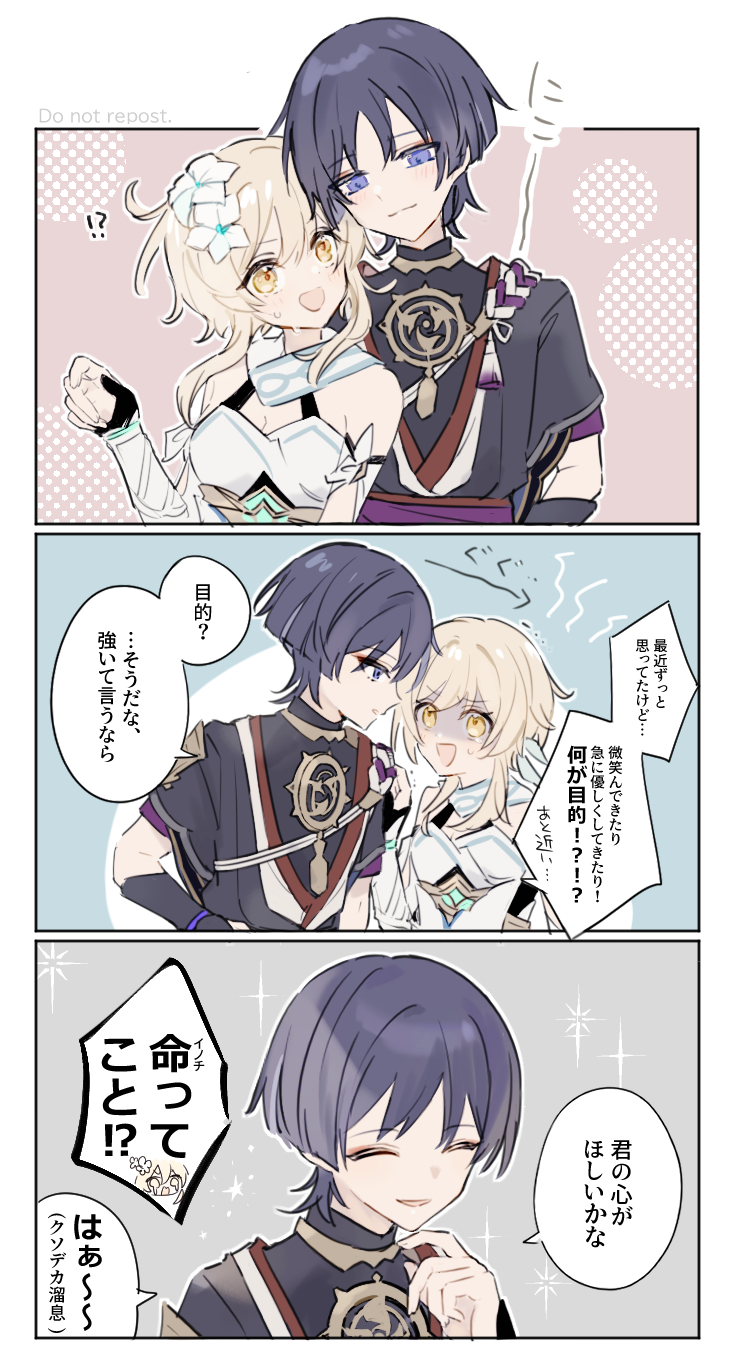 Do not repost.
!?
ニコ
最近ずっと
思ってたけど…
微笑んできたり
急に優しくしてきたり！
何が目的！？！？
あと近い…
目的？
…そうだな、
強いて言うなら
君の心が
ほしいかな
命って
イノチ
こと!?
はぁ〜〜
（クソデカ溜息）